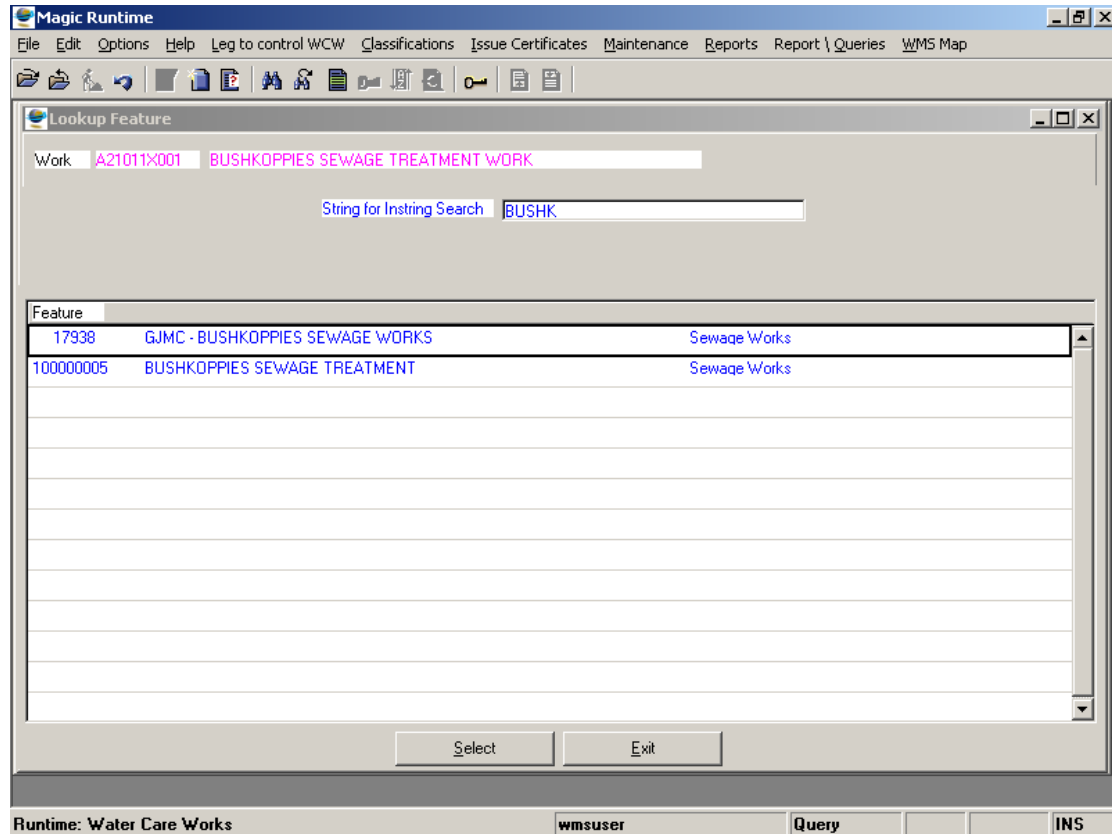 Magic Runtime
File Edit Options Help Leg to control WCW Classifications Issue Certificates Maintenance Reports Report \ Queries WMS Map
Lookup Feature
Work A21011X001 BUSHKOPPIES SEWAGE TREATMENT WORK
String for Instring Search BUSHK
Feature
17938 GJMC - BUSHKOPPIES SEWAGE WORKS Sewage Works
100000005 BUSHKOPPIES SEWAGE TREATMENT Sewage Works
Select Exit
Runtime: Water Care Works wmsuser Query INS